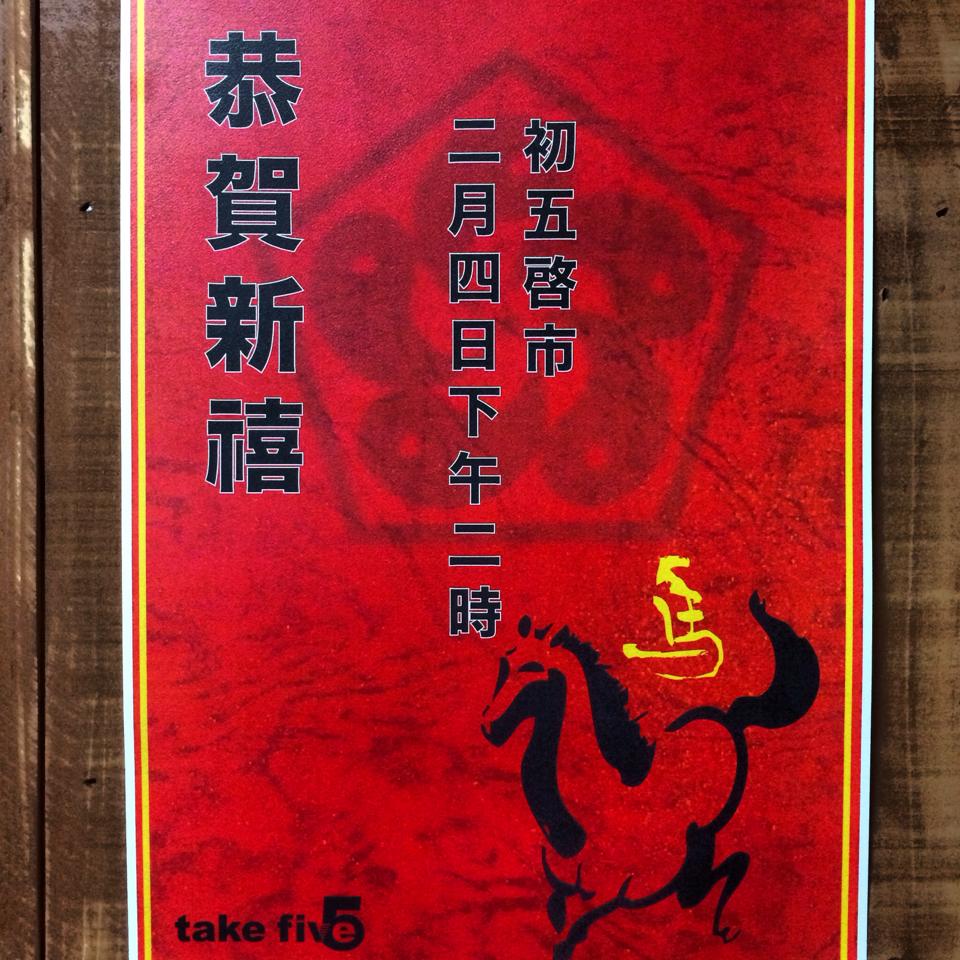 初五啓市
二月四日下午二時
恭賀新禧
馬
take five
5